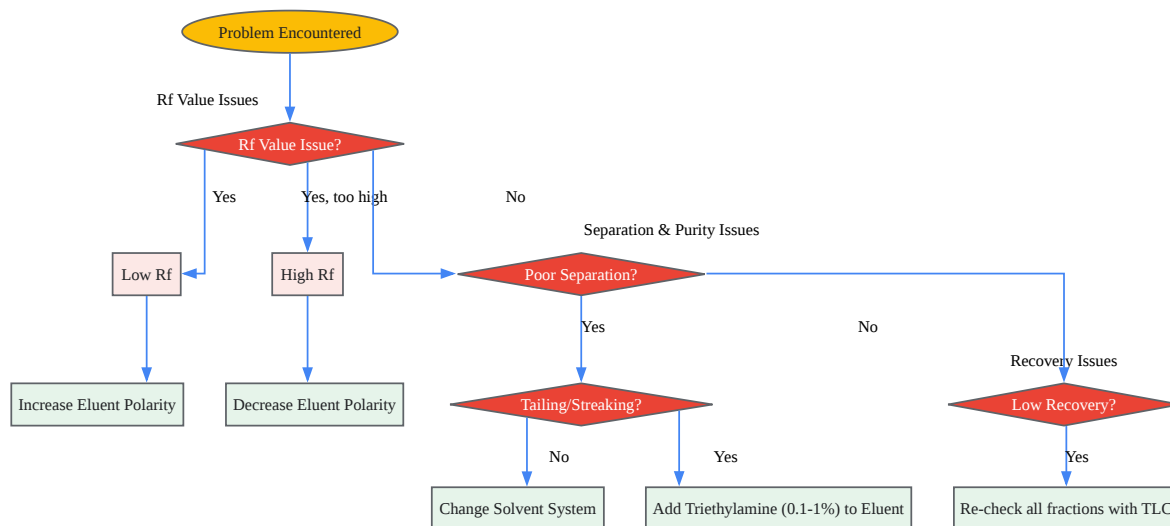 Problem Encountered
Rf Value Issues
Rf Value Issue?
Yes
Yes, too high
No
Separation & Purity Issues
Low Rf
High Rf
Poor Separation?
Yes
No
Recovery Issues
Increase Eluent Polarity
Decrease Eluent Polarity
Tailing/Streaking?
Low Recovery?
No
Yes
Yes
Change Solvent System
Add Triethylamine (0.1-1%) to Eluent
Re-check all fractions with TLC